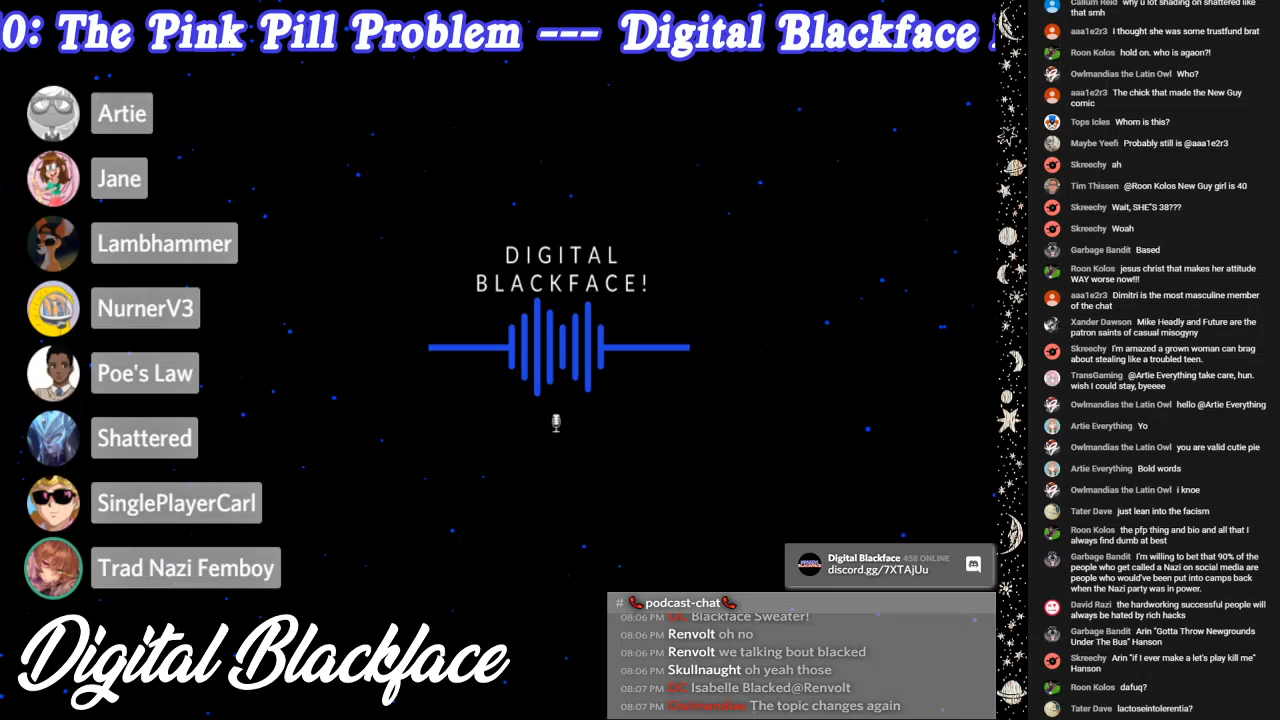 0: The Pink Pill Problem --- Digital Blackface
Artie
Jane
Lambhammer
NurnerV3
Poe's Law
Shattered
SinglePlayerCarl
Trad Nazi Femboy
Digital Blackface
DIGITAL
BLACKFACE!
Digital Blackface 458 ONLINE
discord.gg/7XTAjUu
# podcast-chat
08:06 PM Blackface Sweater!
08:06 PM Renvolt oh no
08:06 PM Renvolt we talking bout blacked
08:06 PM Skullnaught oh yeah those
08:07 PM Isabelle Blacked@Renvolt
08:07 PM Owlmandias The topic changes again
Callum Reid why u lot shading on shattered like
that smh
aaa1e2r3 I thought she was some trustfund brat
Roon Kolos hold on. who is agaon?!
Owlmandias the Latin Owl Who?
aaa1e2r3 The chick that made the New Guy
comic
Tops Icles Whom is this?
Maybe Yeefi Probably still is @aaa1e2r3
Skreechy ah
Tim Thissen @Roon Kolos New Guy girl is 40
Skreechy Wait, SHE"S 38???
Skreechy Woah
Garbage Bandit Based
Roon Kolos jesus christ that makes her attitude
WAY worse now!!!
aaa1e2r3 Dimitri is the most masculine member
of the chat
Xander Dawson Mike Headly and Future are the
patron saints of casual misogyny
Skreechy I'm amazed a grown woman can brag
about stealing like a troubled teen.
TransGaming @Artie Everything take care, hun.
wish I could stay, byeeee
Owlmandias the Latin Owl hello @Artie Everything
Artie Everything Yo
Owlmandias the Latin Owl you are valid cutie pie
Artie Everything Bold words
Owlmandias the Latin Owl i knoe
Tater Dave just lean into the facism
Roon Kolos the pfp thing and bio and all that I
always find dumb at best
Garbage Bandit I'm willing to bet that 90% of the
people who get called a Nazi on social media are
people who would've been put into camps back
when the Nazi party was in power.
David Razi the hardworking successful people will
always be hated by rich hacks
Garbage Bandit Arin "Gotta Throw Newgrounds
Under The Bus" Hanson
Skreechy Arin "if I ever make a let's play kill me"
Hanson
Roon Kolos dafuq?
Tater Dave lactoseintolerentia?